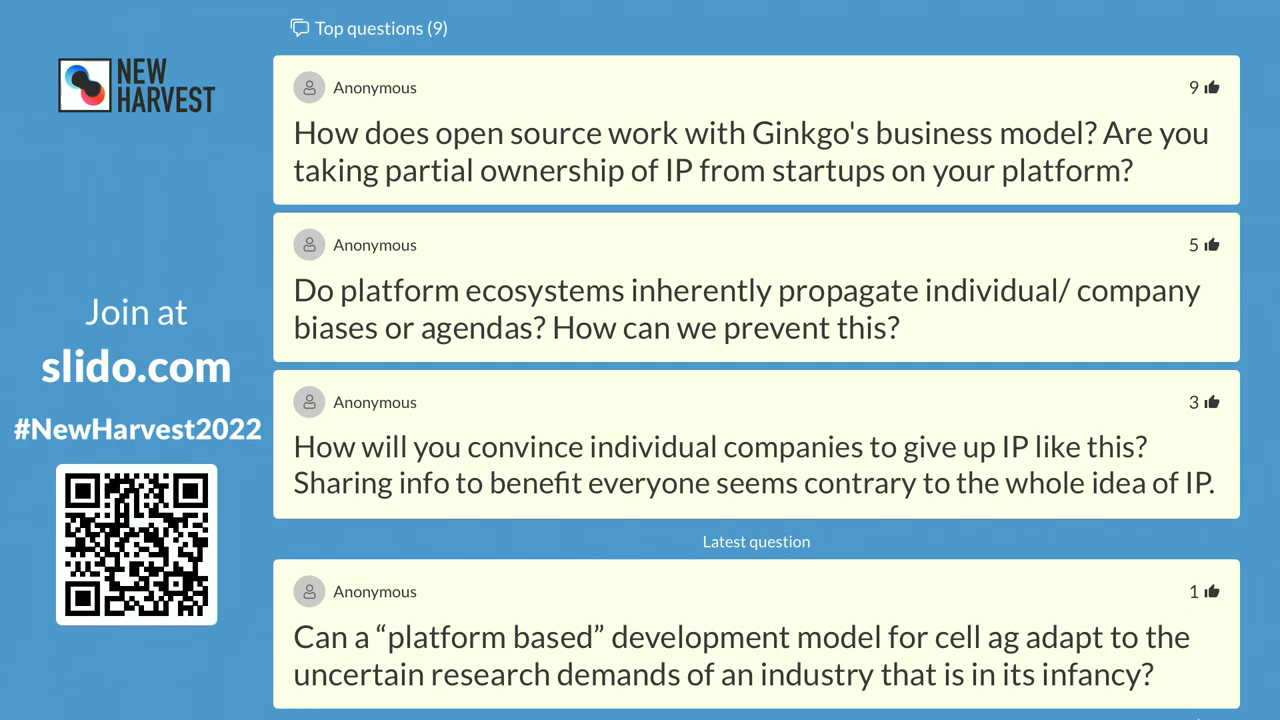 Top questions (9)
NEW
HARVEST
Anonymous
9
How does open source work with Ginkgo's business model? Are you
taking partial ownership of IP from startups on your platform?
Anonymous
5
Do platform ecosystems inherently propagate individual/ company
biases or agendas? How can we prevent this?
Join at
slido.com
#NewHarvest2022
Anonymous
3
How will you convince individual companies to give up IP like this?
Sharing info to benefit everyone seems contrary to the whole idea of IP.
Latest question
Anonymous
1
Can a “platform based” development model for cell ag adapt to the
uncertain research demands of an industry that is in its infancy?